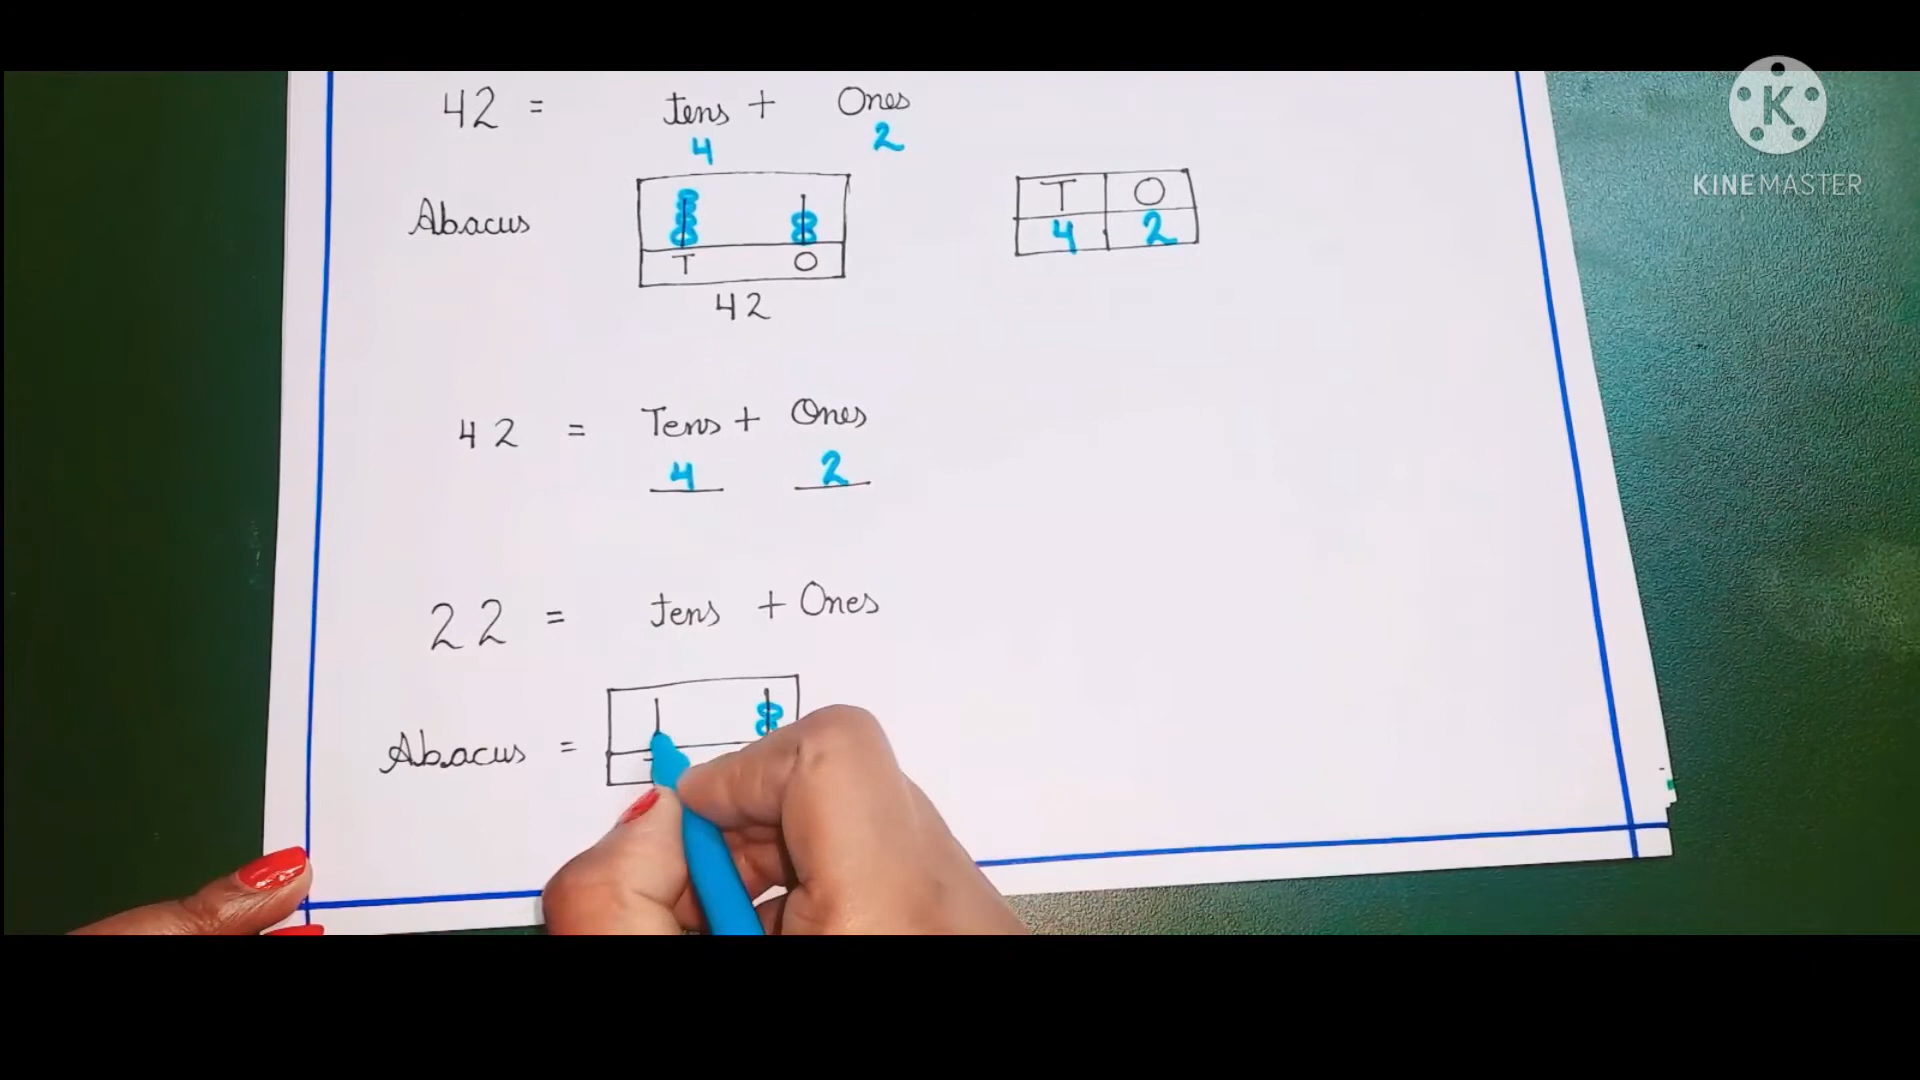 42 = tens + Ones
4 2
Abacus
T O
42
T O
4 2
42 = Tens + Ones
4 2
22 = tens + Ones
Abacus =
K
KINEMASTER